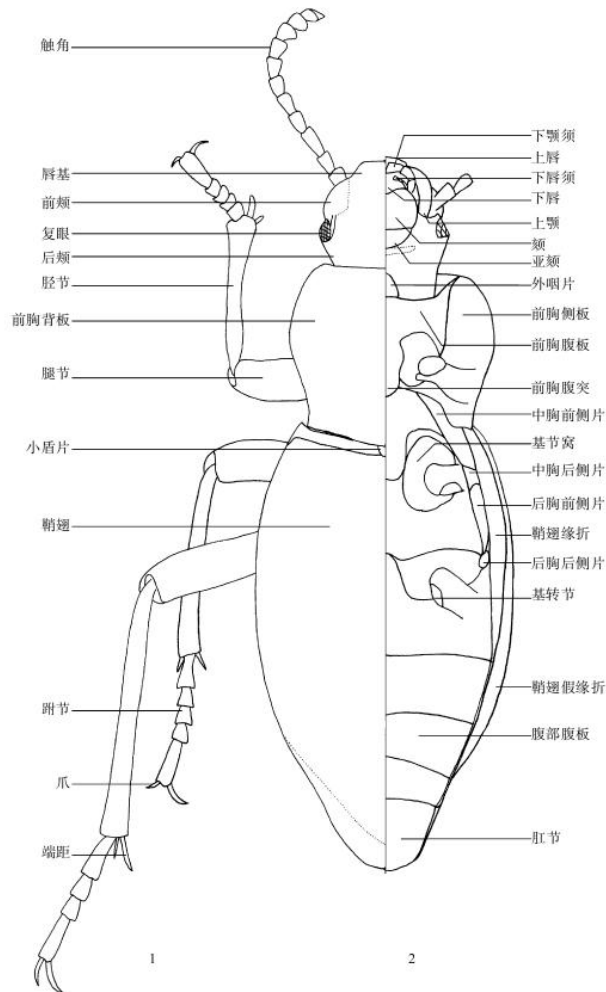 触角
唇基
前颊
复眼
后颊
胫节
前胸背板
腿节
小盾片
鞘翅
跗节
爪
端距
1
下颚须
上唇
下唇须
下唇
上颚
颏
亚颏
外咽片
前胸侧板
前胸腹板
前胸腹突
中胸前侧片
基节窝
中胸后侧片
后胸前侧片
鞘翅缘折
后胸后侧片
基转节
鞘翅假缘折
腹部腹板
肛节
2